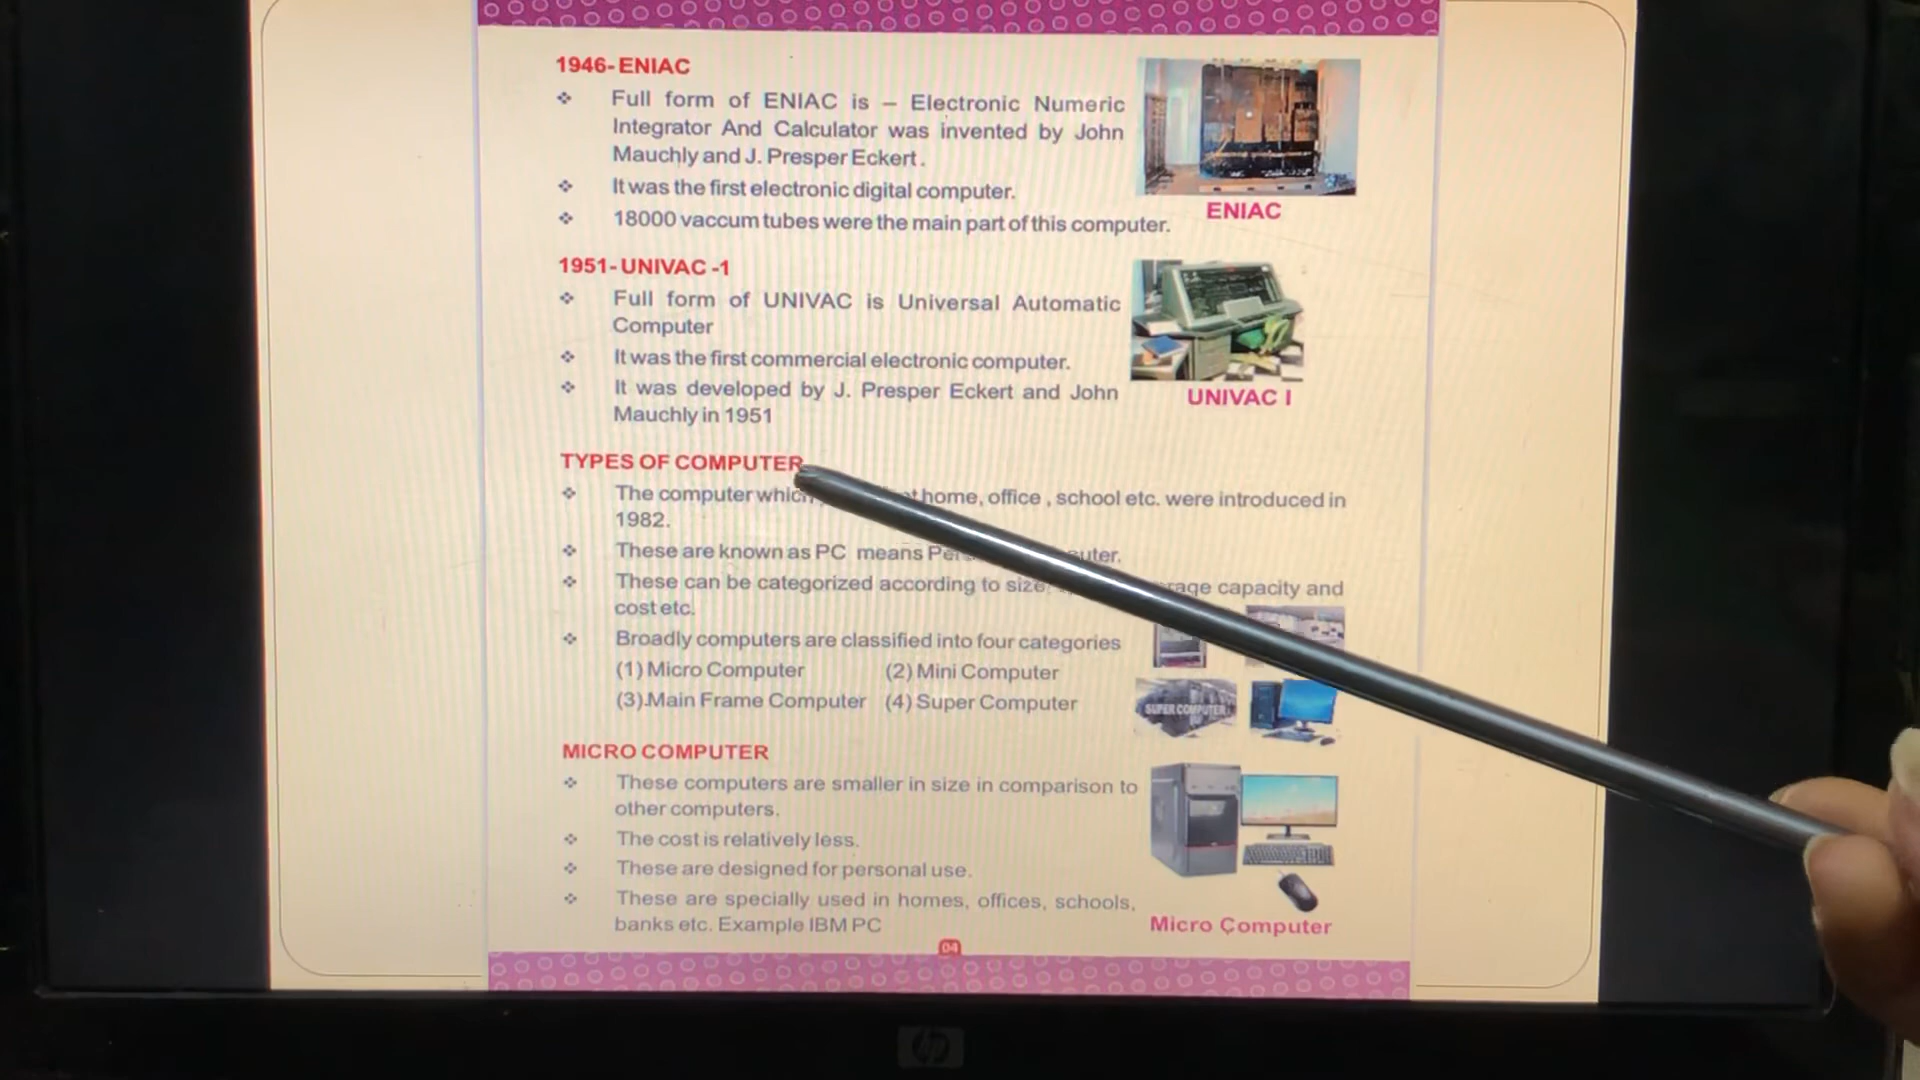 1946- ENIAC
Full form of ENIAC is – Electronic Numeric
Integrator And Calculator was invented by John
Mauchly and J. Presper Eckert .
It was the first electronic digital computer.
18000 vaccum tubes were the main part of this computer.
ENIAC
1951- UNIVAC -1
Full form of UNIVAC is Universal Automatic
Computer
It was the first commercial electronic computer.
It was developed by J. Presper Eckert and John
Mauchly in 1951
UNIVAC I
TYPES OF COMPUTER
The computer which home, office , school etc. were introduced in
1982.
These are known as PC means
These can be categorized according to size capacity and
cost etc.
Broadly computers are classified into four categories
(1) Micro Computer (2) Mini Computer
(3).Main Frame Computer (4) Super Computer
SUPER COMPUTER
MICRO COMPUTER
These computers are smaller in size in comparison to
other computers.
The cost is relatively less.
These are designed for personal use.
These are specially used in homes, offices, schools,
banks etc. Example IBM PC
Micro Computer
04
hp